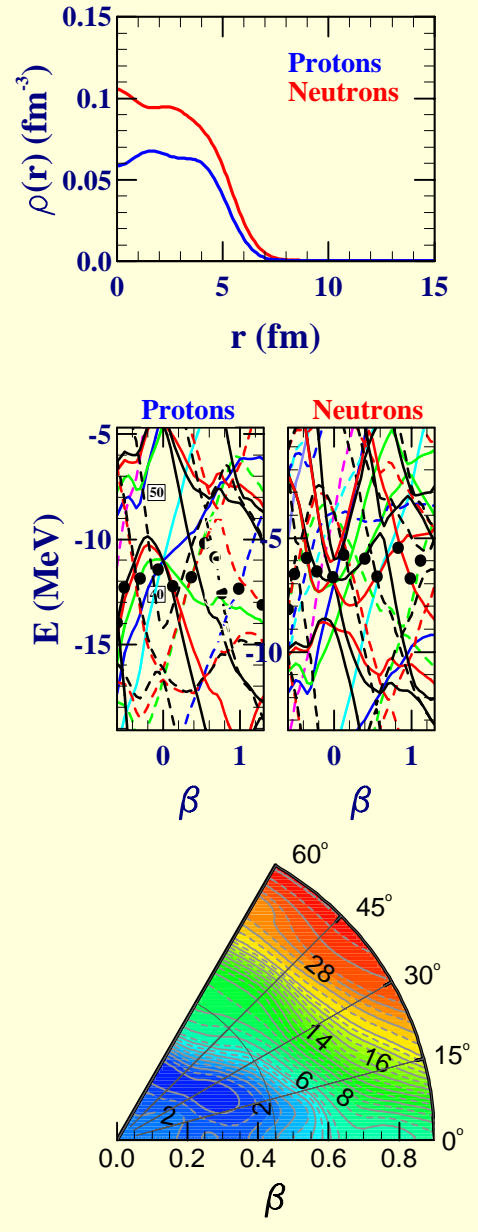 0.15
Protons
Neutrons
0.1
0.05
0.0
ρ(r) (fm⁻³)
0 5 10 15
r (fm)
Protons Neutrons
-5
50
-10
40
-15
E (MeV)
-5
-10
0 1 0 1
β β
60°
45°
28
30°
14
16
15°
6
8
2
2
0°
0.0 0.2 0.4 0.6 0.8
β